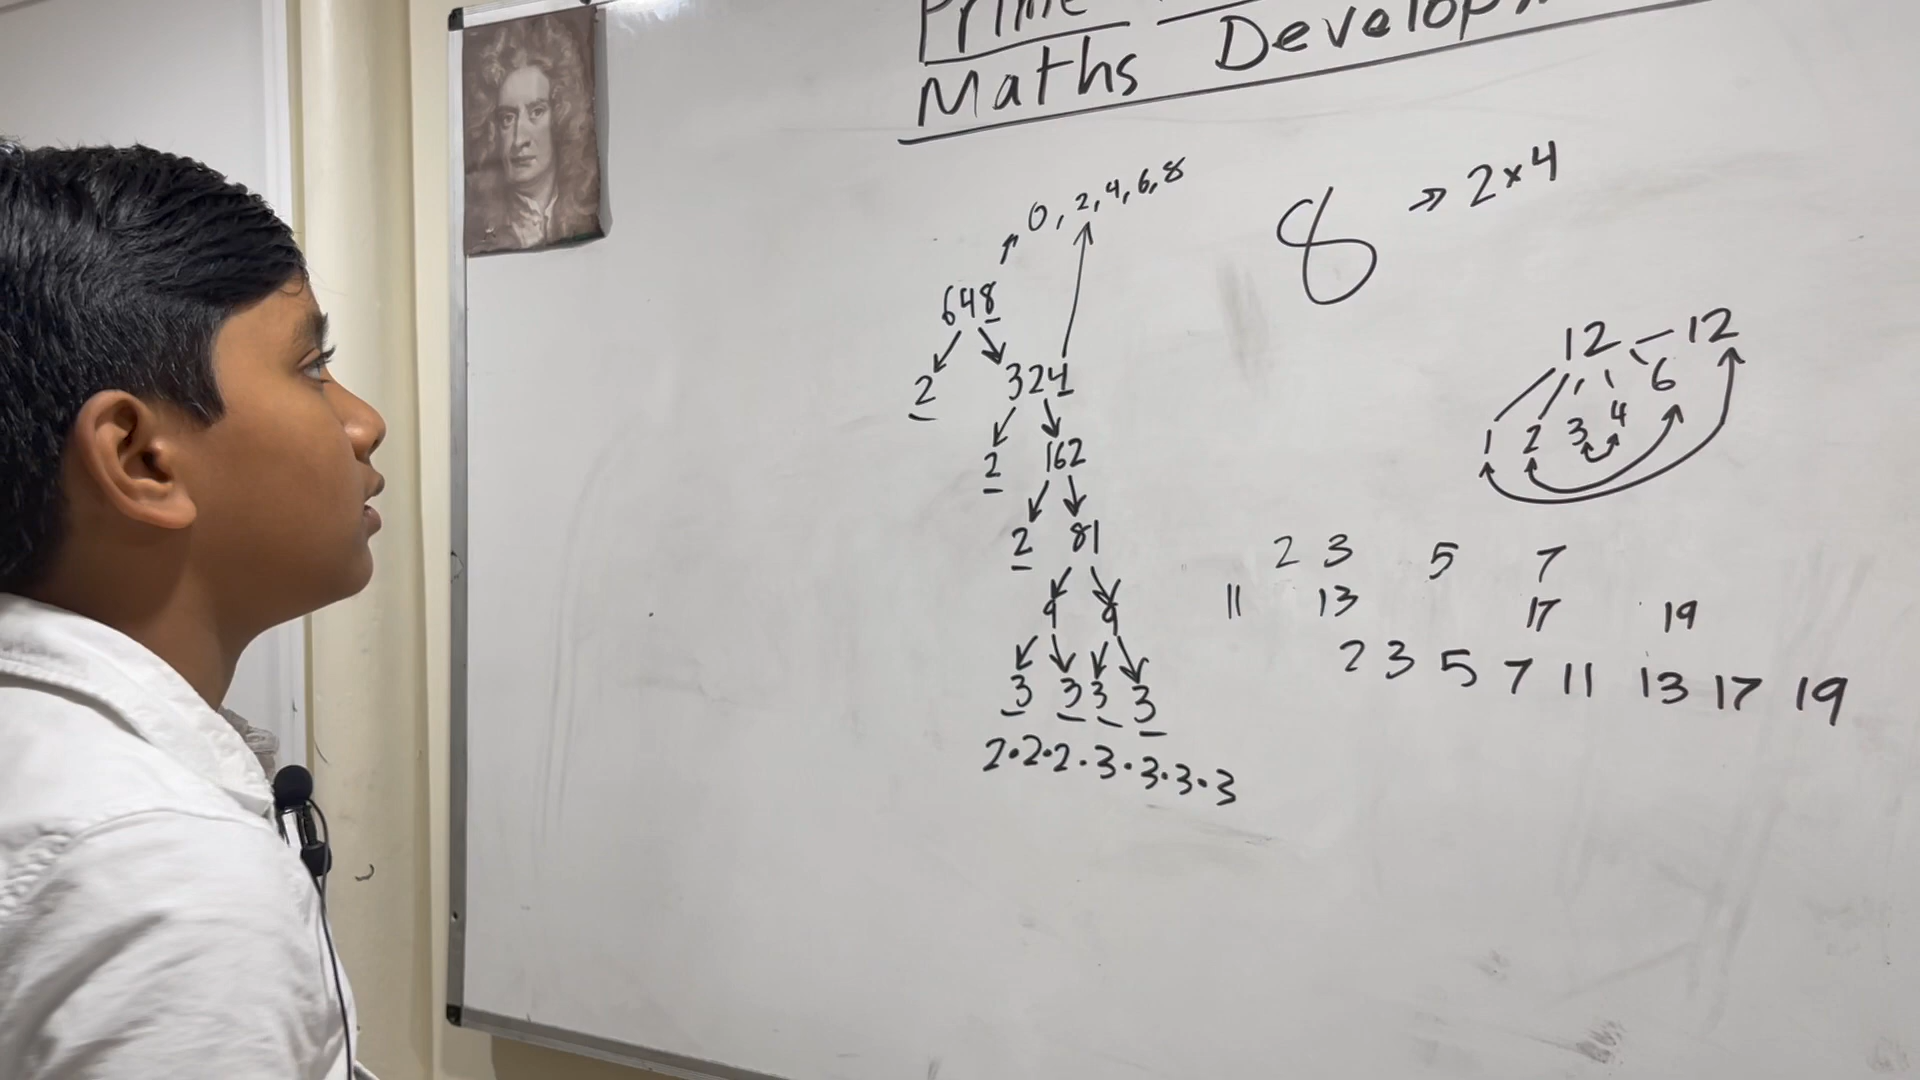 Prime
Maths Develop
0, 2, 4, 6, 8
648
2 324
2 162
2 81
9 9
3 3 3 3
2·2·2·3·3·3·3
8 → 2×4
12 12
6
1 2 3 4
2 3 5 7
11 13 17 19
2 3 5 7 11 13 17 19